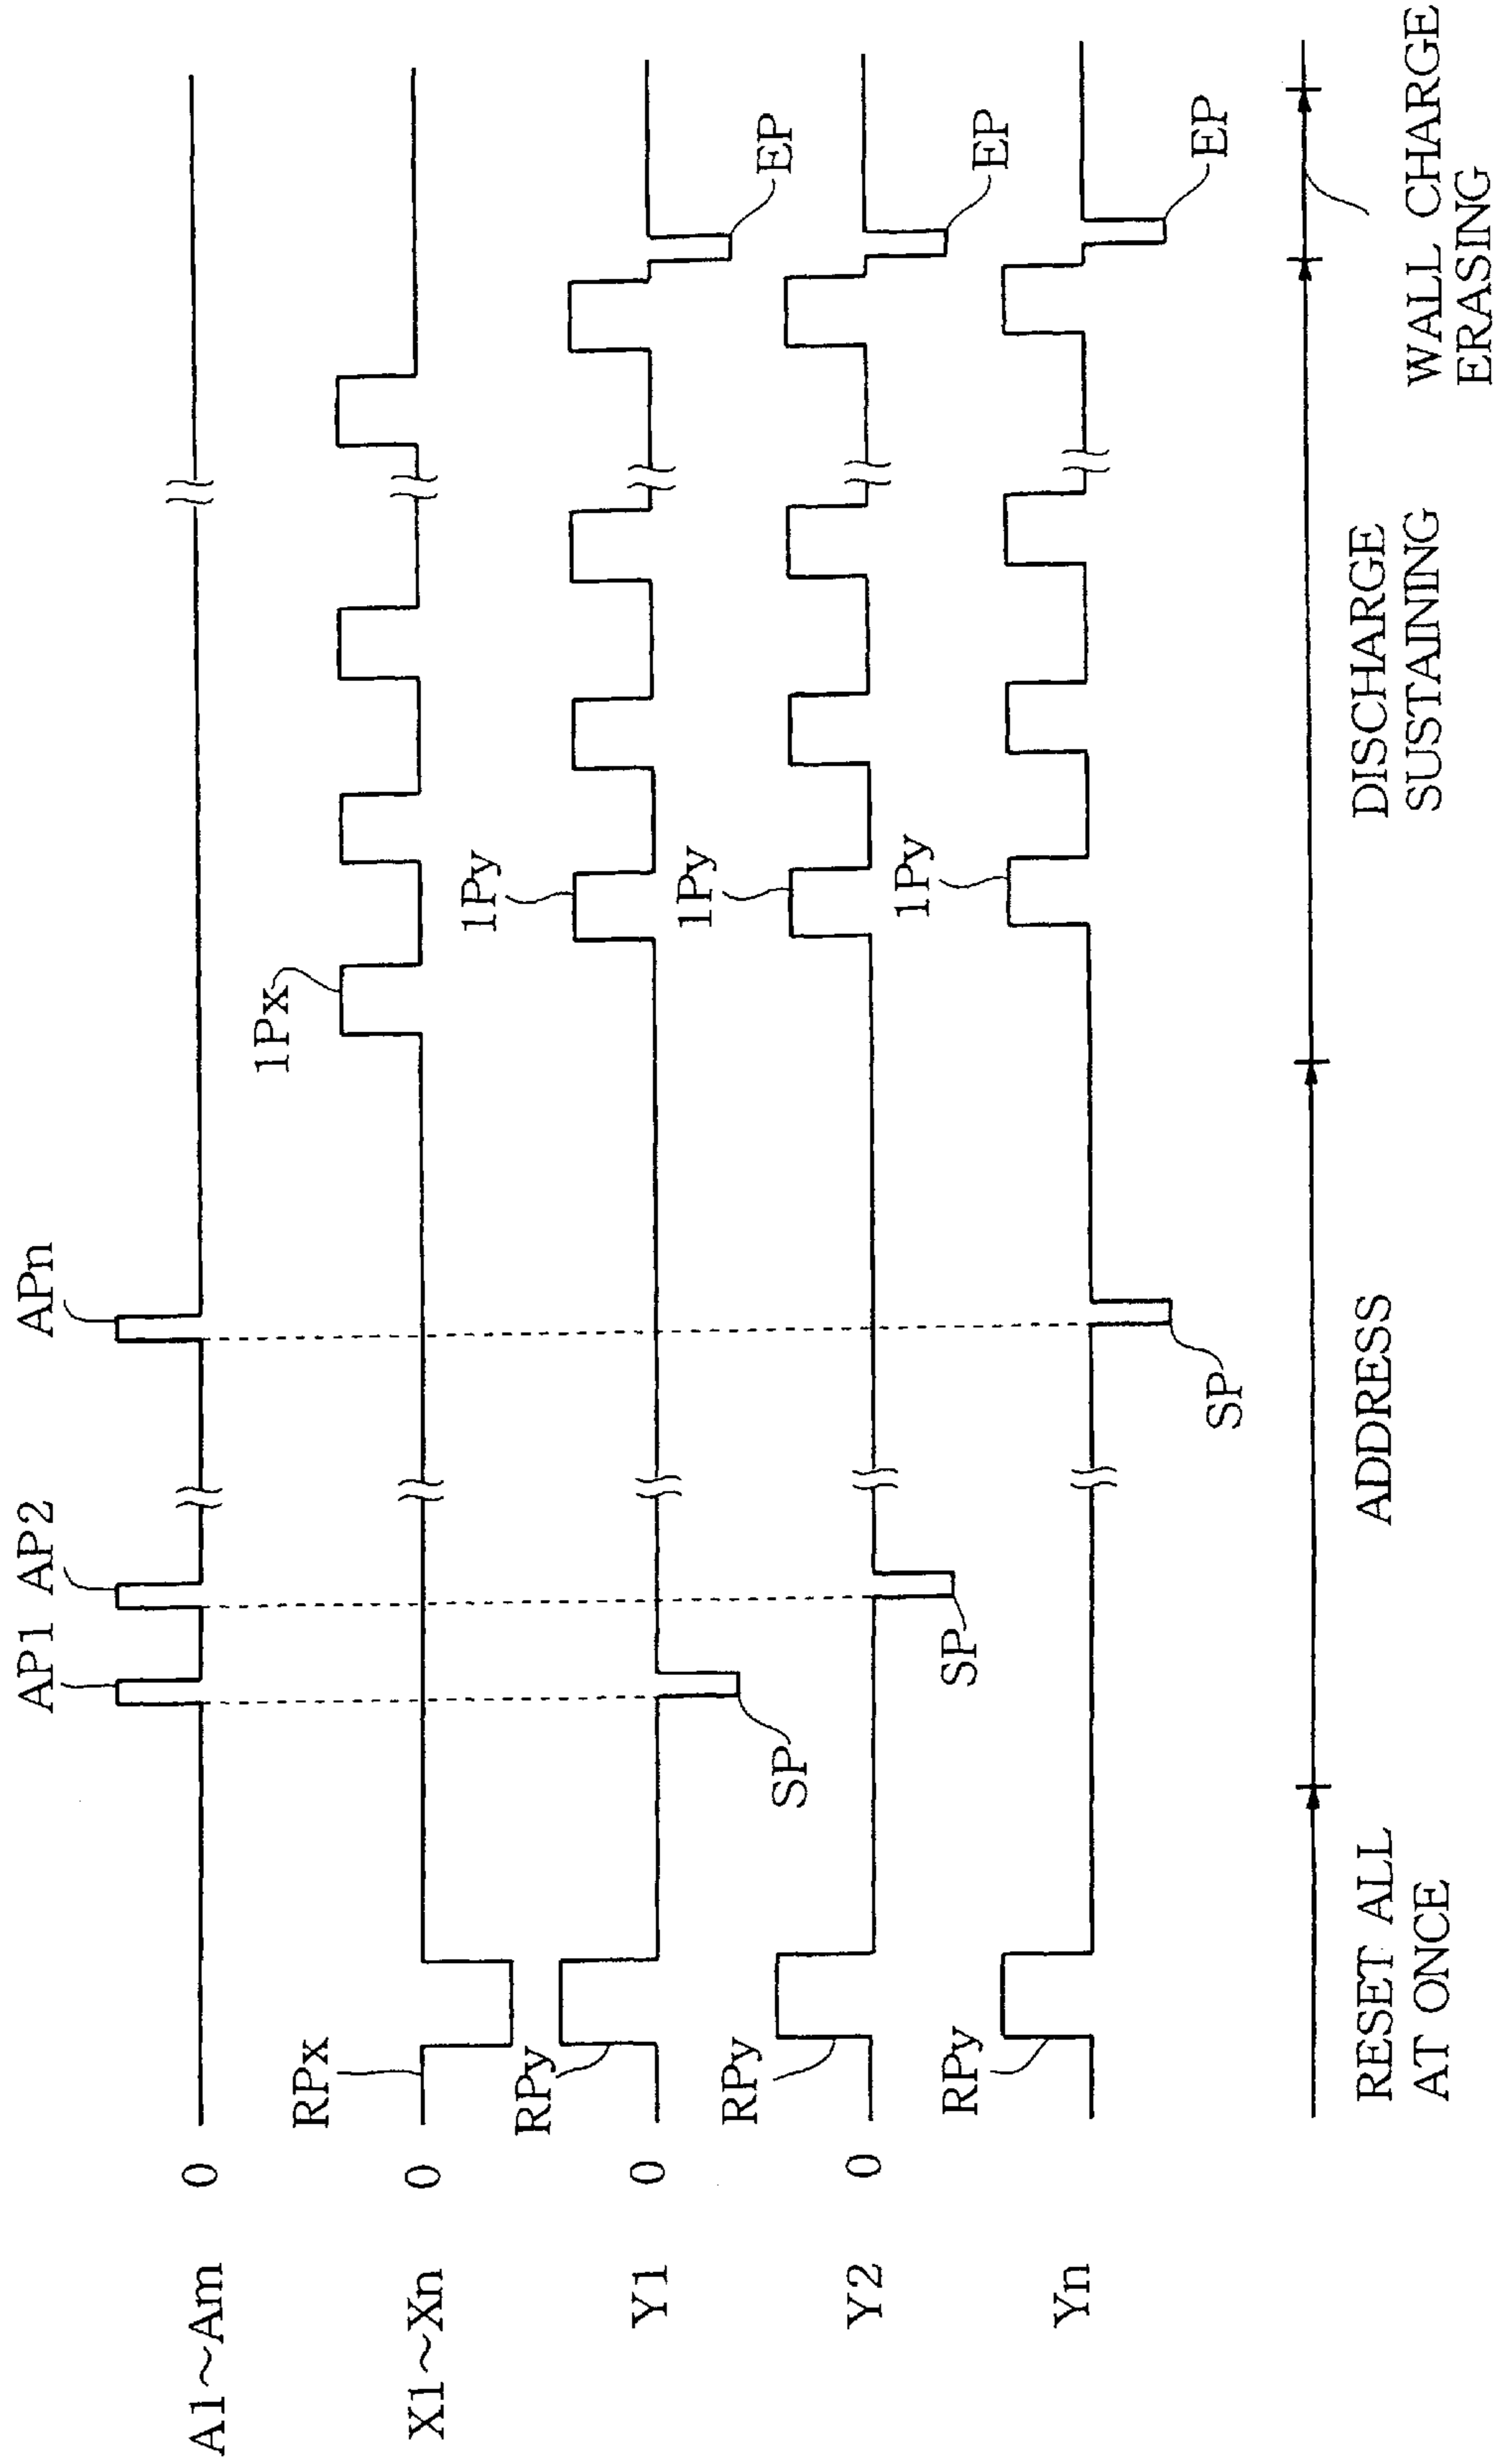 AP1 AP2 APn
A1~Am 0
1Px
RPx
X1~Xn 0
1Py
RPy
SP
EP
Y1 0
1Py
RPy
SP
EP
Y2 0
1Py
RPy
SP
EP
Yn
RESET ALL
AT ONCE
ADDRESS
DISCHARGE
SUSTAINING
WALL CHARGE
ERASING